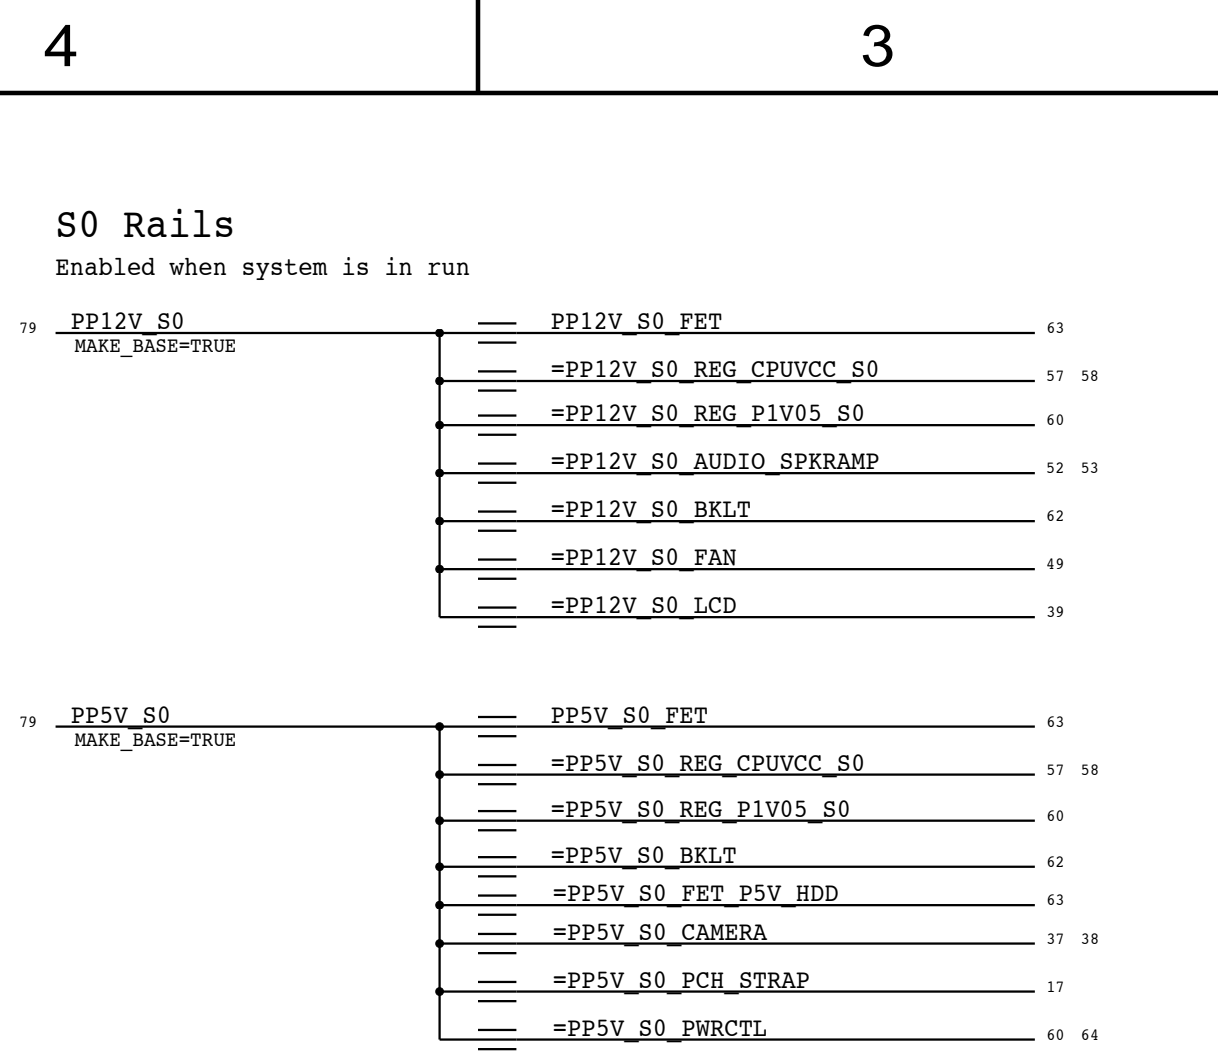 4 3
S0 Rails
Enabled when system is in run
79 PP12V_S0 PP12V_S0_FET 63
MAKE_BASE=TRUE
=PP12V_S0_REG_CPUVCC_S0 57 58
=PP12V_S0_REG_P1V05_S0 60
=PP12V_S0_AUDIO_SPKRAMP 52 53
=PP12V_S0_BKLT 62
=PP12V_S0_FAN 49
=PP12V_S0_LCD 39
79 PP5V_S0 PP5V_S0_FET 63
MAKE_BASE=TRUE
=PP5V_S0_REG_CPUVCC_S0 57 58
=PP5V_S0_REG_P1V05_S0 60
=PP5V_S0_BKLT 62
=PP5V_S0_FET_P5V_HDD 63
=PP5V_S0_CAMERA 37 38
=PP5V_S0_PCH_STRAP 17
=PP5V_S0_PWRCTL 60 64